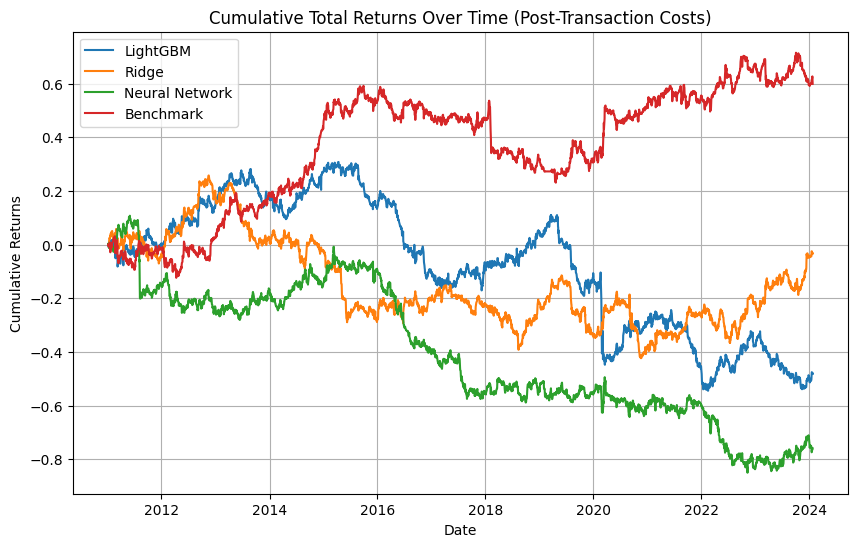 Cumulative Total Returns Over Time (Post-Transaction Costs)
LightGBM
Ridge
Neural Network
Benchmark
Cumulative Returns
0.6
0.4
0.2
0.0
−0.2
−0.4
−0.6
−0.8
2012 2014 2016 2018 2020 2022 2024
Date